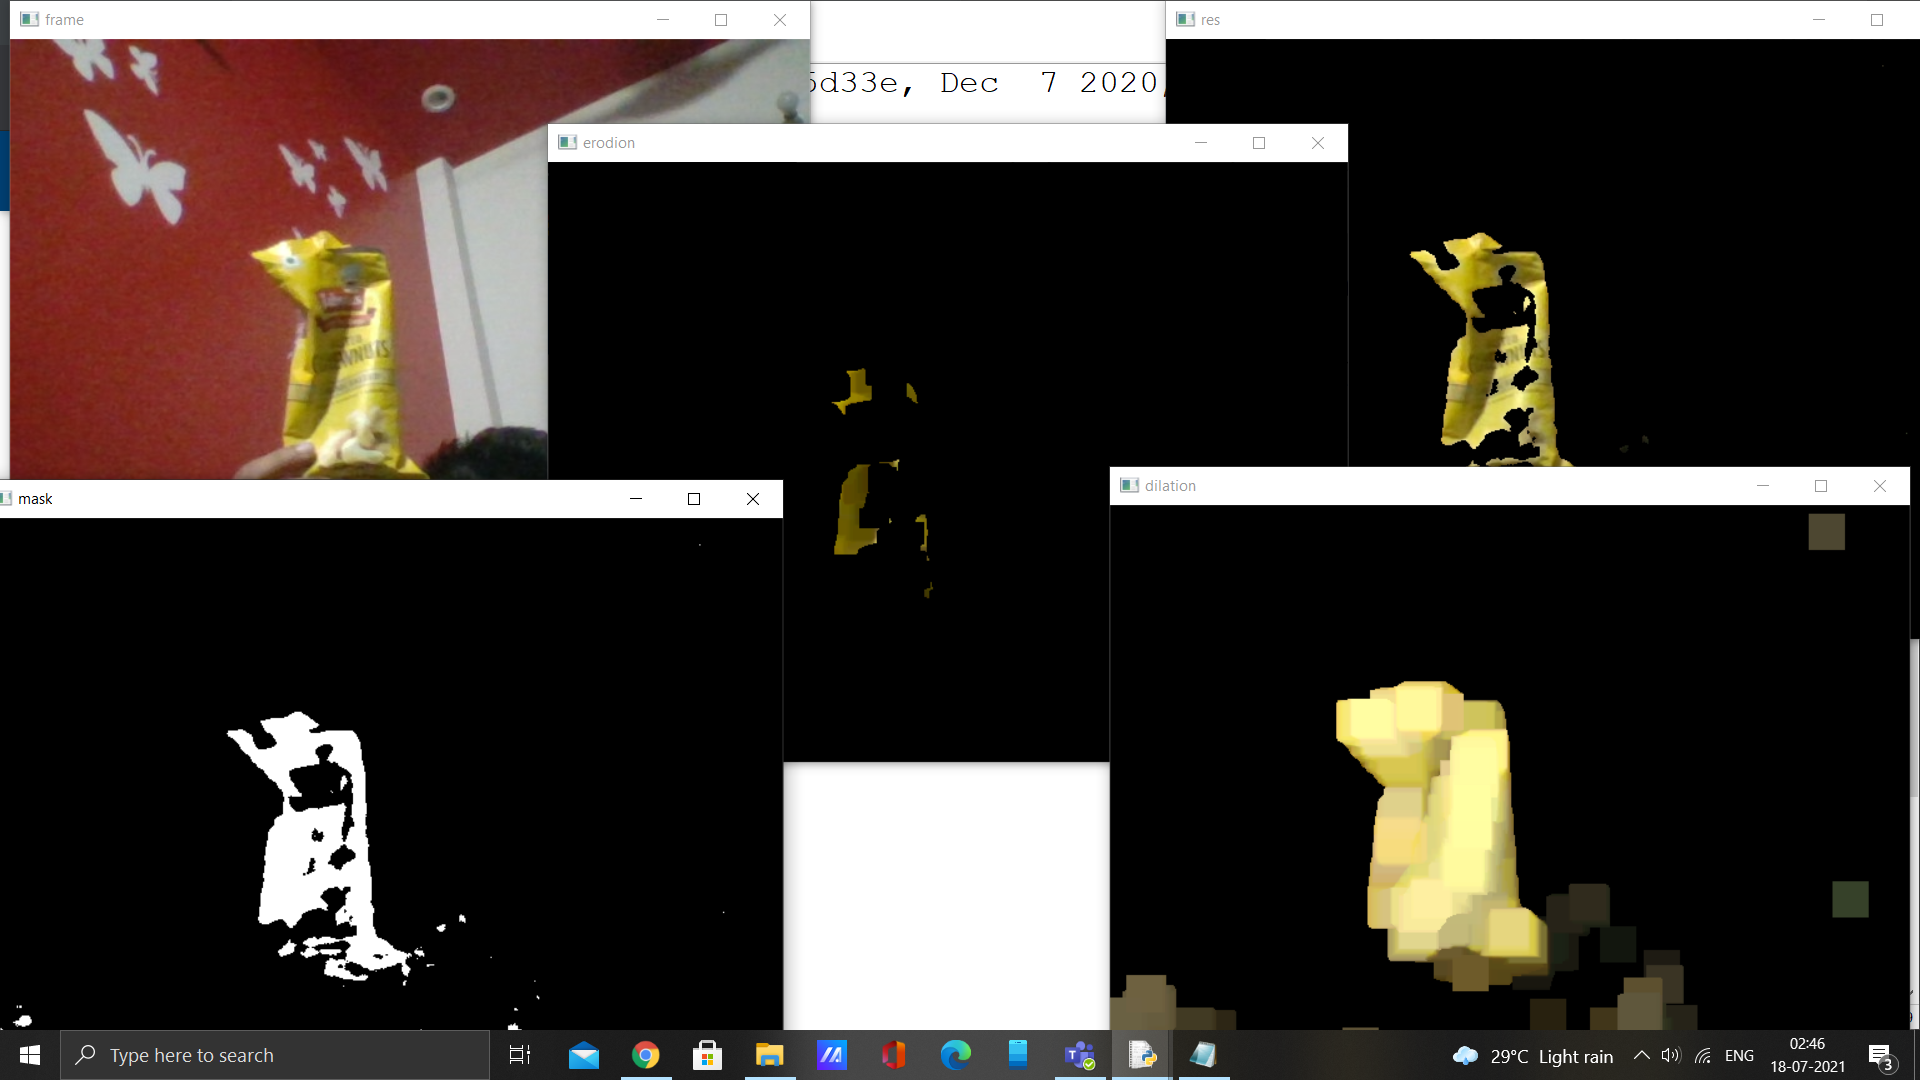 frame
res
5d33e, Dec 7 2020,
erodion
mask
dilation
Type here to search
29°C Light rain
ENG
02:46
18-07-2021
3